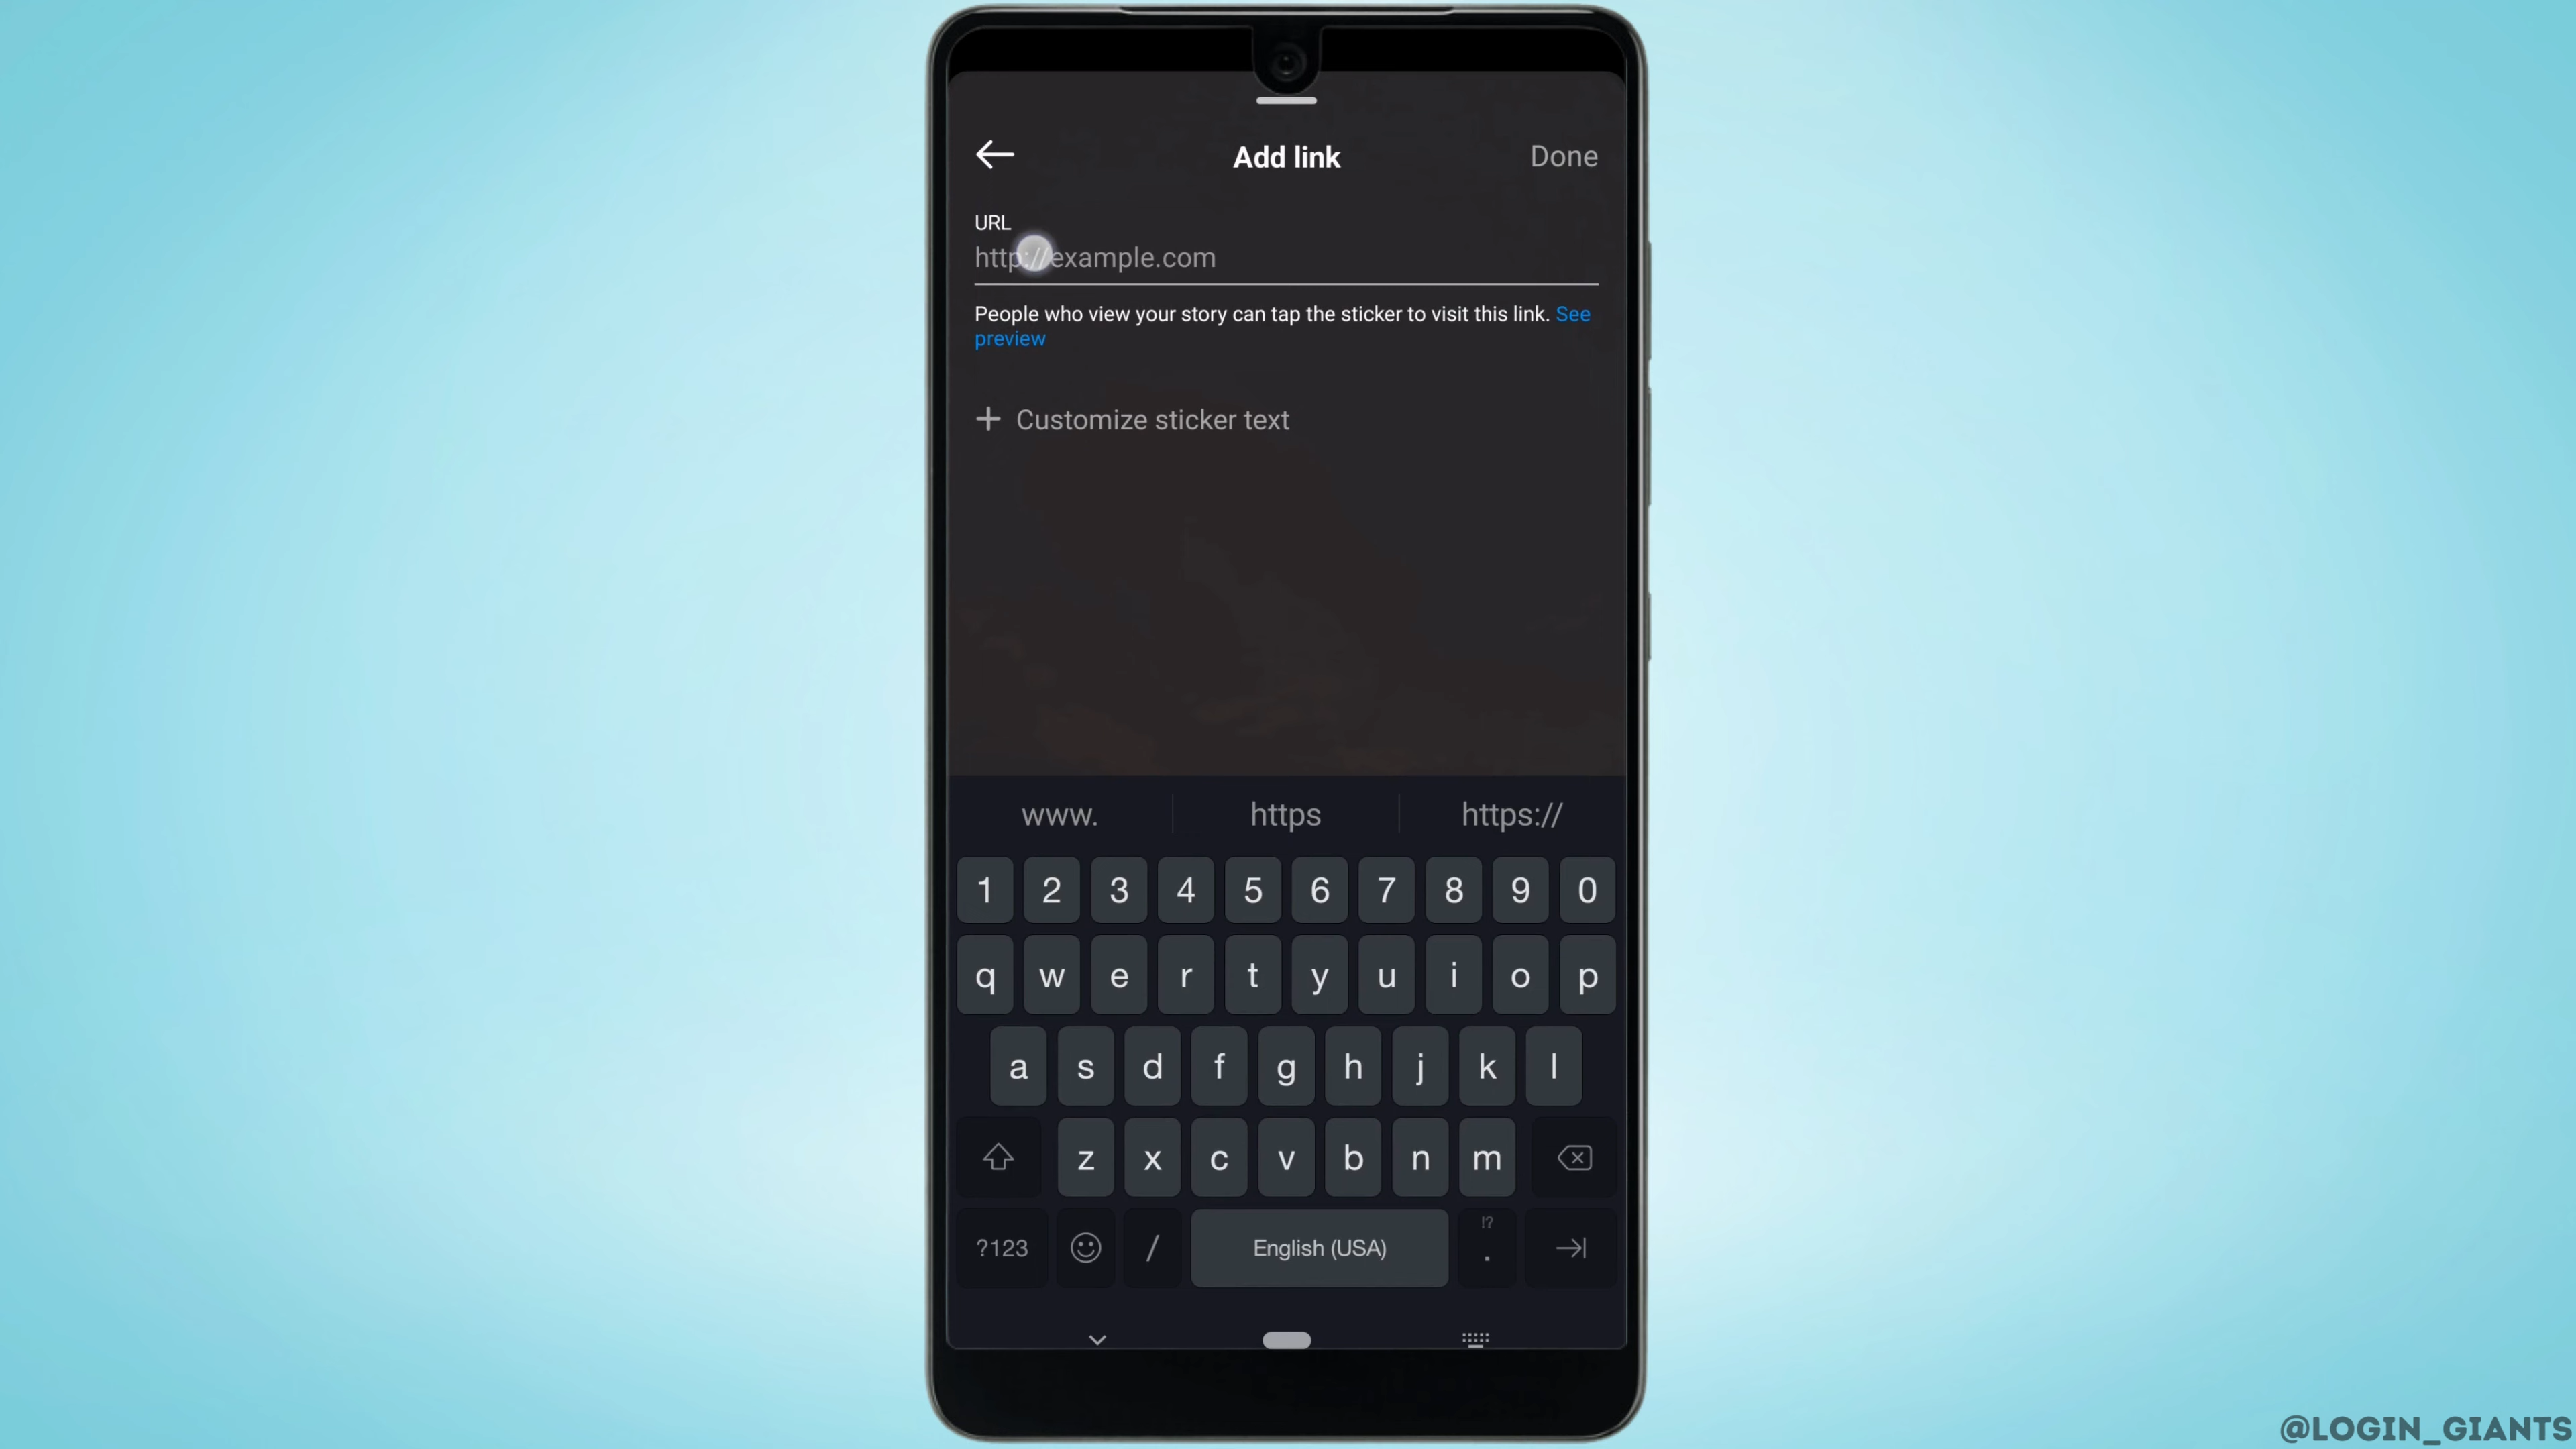 Add link
Done
URL
http://example.com
People who view your story can tap the sticker to visit this link. See
preview
+ Customize sticker text
www.
https
https://
1 2 3 4 5 6 7 8 9 0
q w e r t y u i o p
a s d f g h j k l
z x c v b n m
?123 / English (USA) !? .
@LOGIN_GIANTS